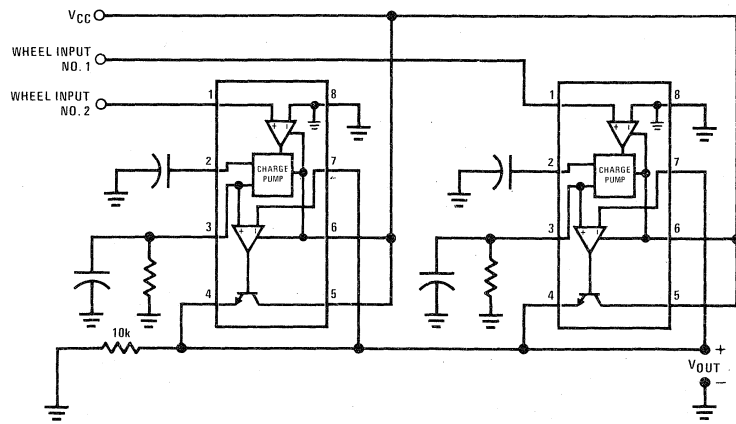 VCC
WHEEL INPUT
NO. 1
WHEEL INPUT
NO. 2
1
8
+
−
2
CHARGE
PUMP
7
3
+
−
6
4
5
10k
1
8
+
−
2
CHARGE
PUMP
7
3
+
−
6
4
5
+
VOUT
−